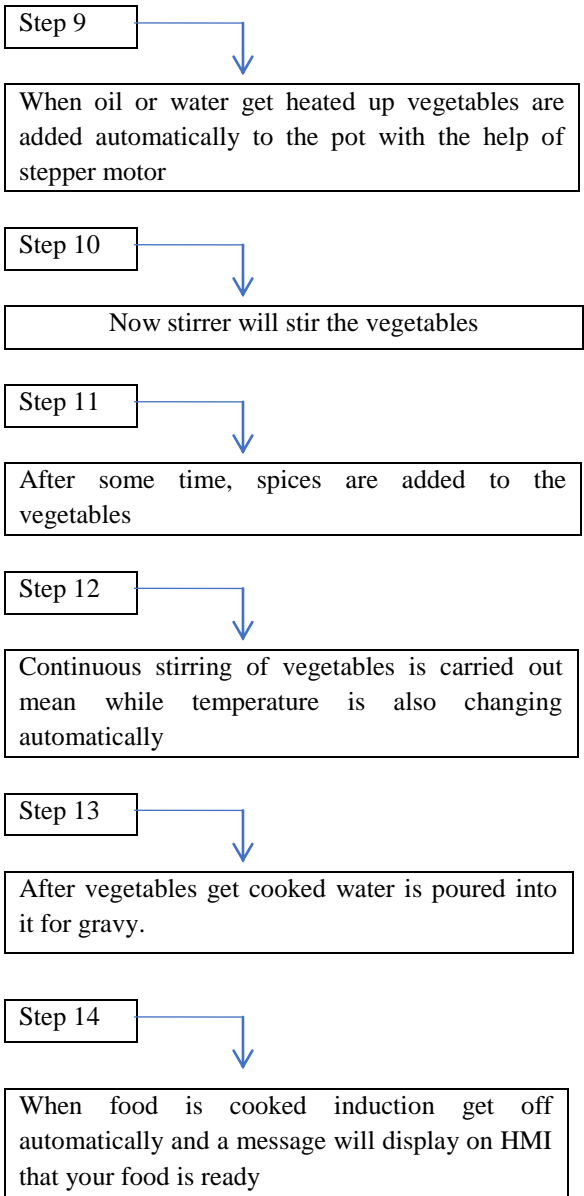 Step 9
When oil or water get heated up vegetables are
added automatically to the pot with the help of
stepper motor
Step 10
Now stirrer will stir the vegetables
Step 11
After some time, spices are added to the
vegetables
Step 12
Continuous stirring of vegetables is carried out
mean while temperature is also changing
automatically
Step 13
After vegetables get cooked water is poured into
it for gravy.
Step 14
When food is cooked induction get off
automatically and a message will display on HMI
that your food is ready